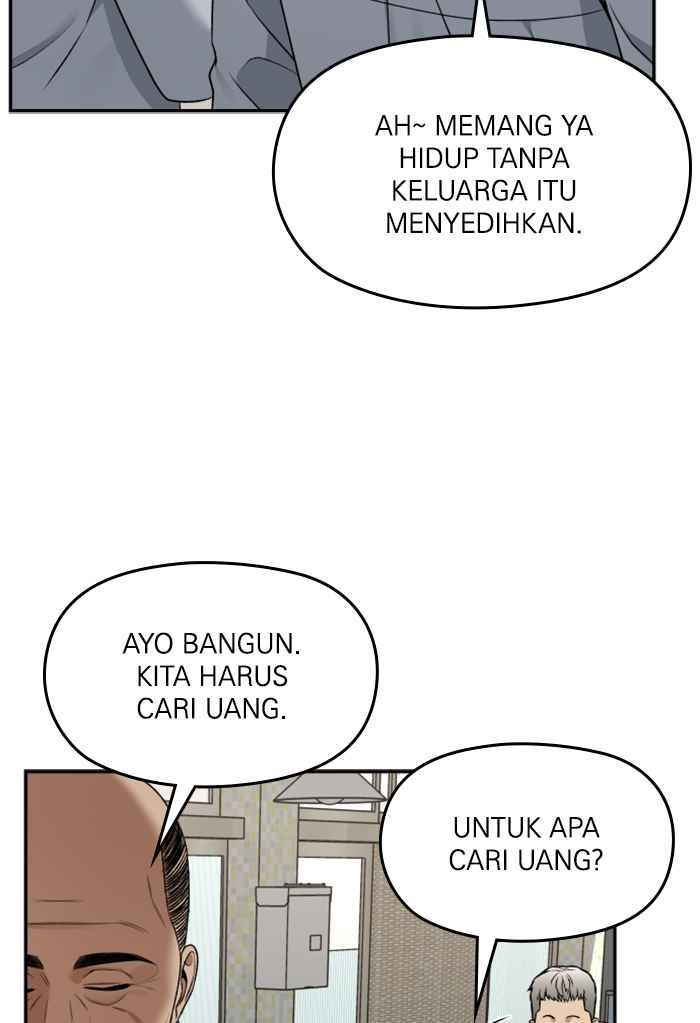 AH~ MEMANG YA
HIDUP TANPA
KELUARGA ITU
MENYEDIHKAN.
AYO BANGUN.
KITA HARUS
CARI UANG.
UNTUK APA
CARI UANG?